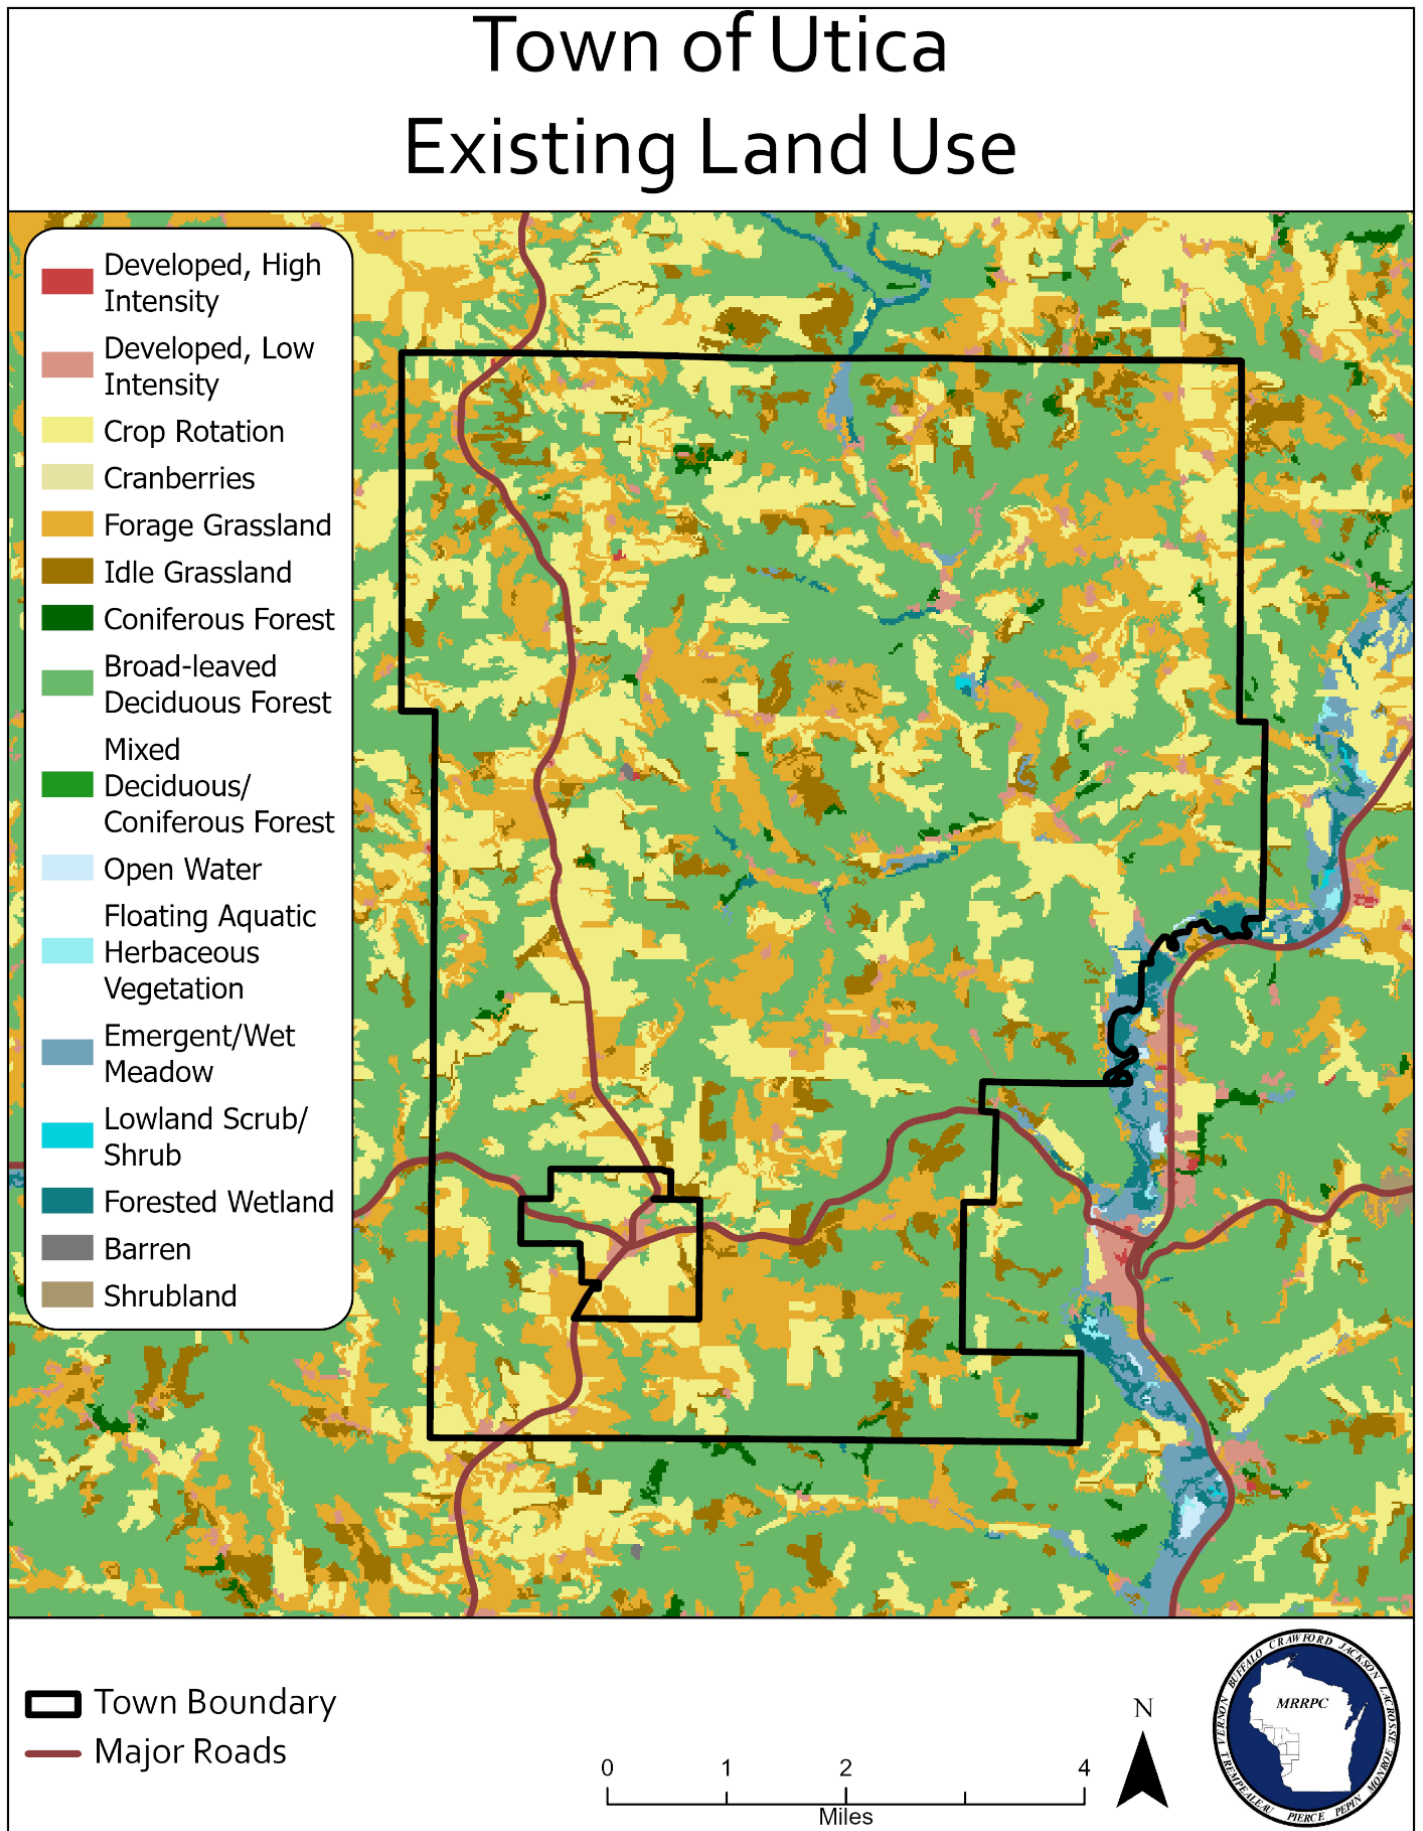 Town of Utica
Existing Land Use
Developed, High
Intensity
Developed, Low
Intensity
Crop Rotation
Cranberries
Forage Grassland
Idle Grassland
Coniferous Forest
Broad-leaved
Deciduous Forest
Mixed
Deciduous/
Coniferous Forest
Open Water
Floating Aquatic
Herbaceous
Vegetation
Emergent/Wet
Meadow
Lowland Scrub/
Shrub
Forested Wetland
Barren
Shrubland
Town Boundary
Major Roads
0 1 2 4
Miles
N
MRRPC
VERNON BUFFALO CRAWFORD JACKSON LACROSSE
TREMPEALEAU PIERCE PEPIN MONROE